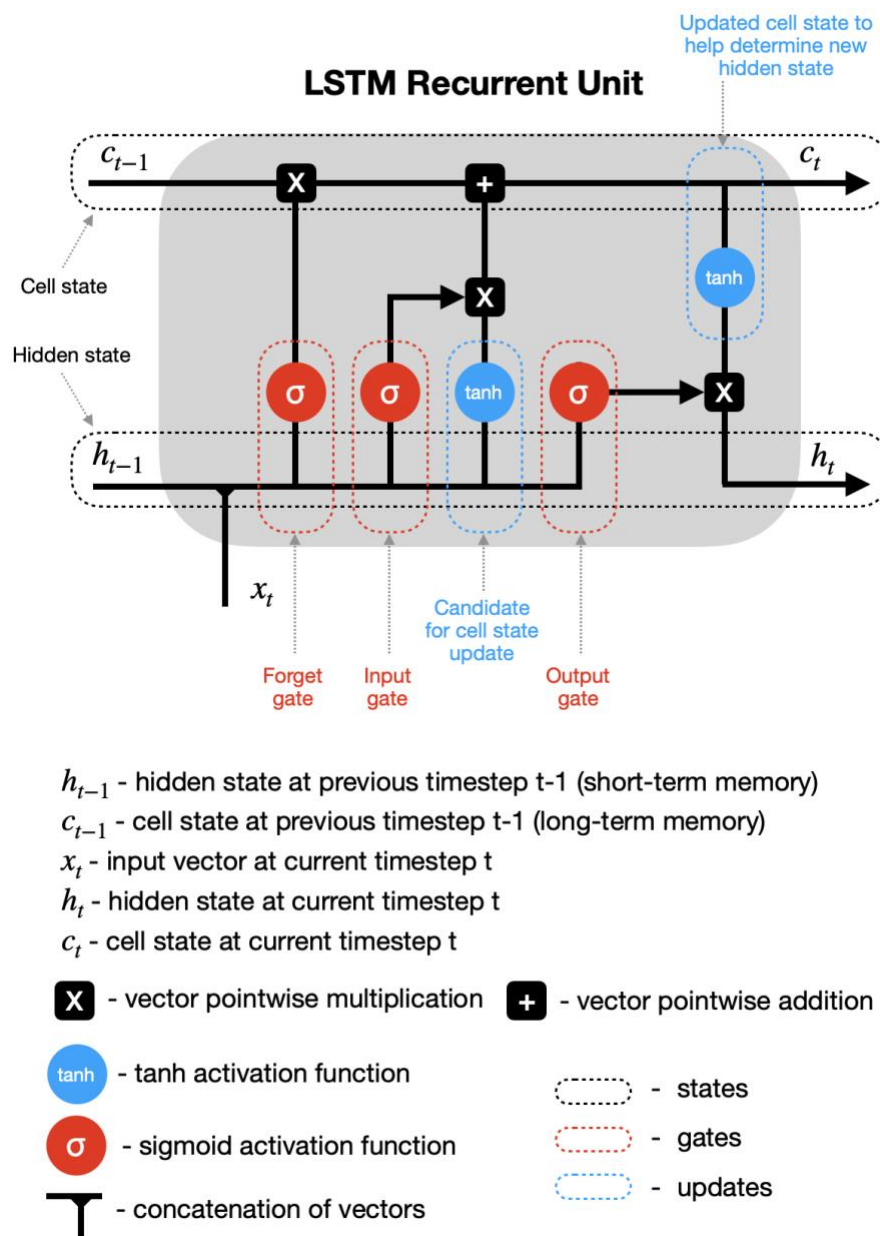 Updated cell state to
help determine new
hidden state
LSTM Recurrent Unit
c_{t-1}
c_t
X
+
tanh
Cell state
X
Hidden state
σ
σ
tanh
σ
X
h_{t-1}
h_t
x_t
Candidate
for cell state
update
Forget
gate
Input
gate
Output
gate
h_{t-1} - hidden state at previous timestep t-1 (short-term memory)
c_{t-1} - cell state at previous timestep t-1 (long-term memory)
x_t - input vector at current timestep t
h_t - hidden state at current timestep t
c_t - cell state at current timestep t
X - vector pointwise multiplication
+ - vector pointwise addition
tanh - tanh activation function
σ - sigmoid activation function
- concatenation of vectors
- states
- gates
- updates